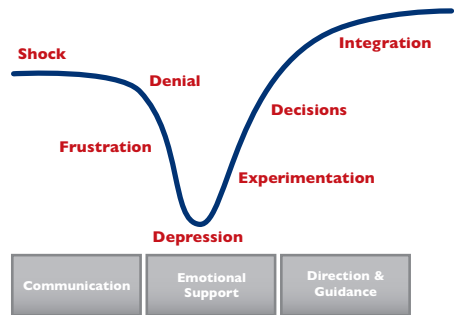 Shock
Denial
Frustration
Depression
Experimentation
Decisions
Integration
Communication
Emotional
Support
Direction &
Guidance